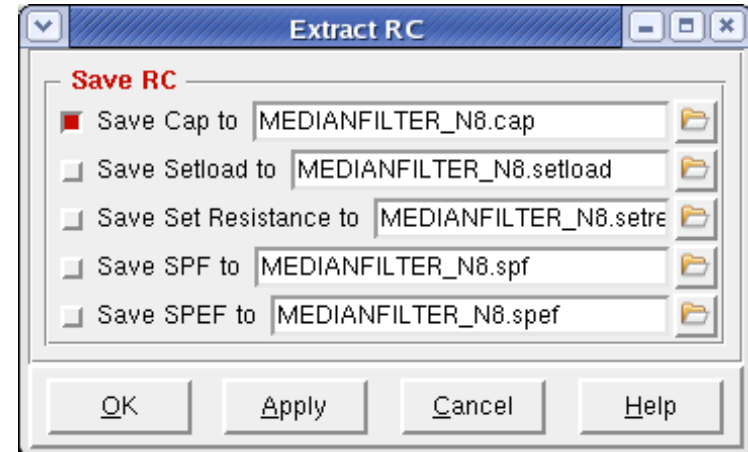 Extract RC
Save RC
Save Cap to MEDIANFILTER_N8.cap
Save Setload to MEDIANFILTER_N8.setload
Save Set Resistance to MEDIANFILTER_N8.setre
Save SPF to MEDIANFILTER_N8.spf
Save SPEF to MEDIANFILTER_N8.spef
OK Apply Cancel Help